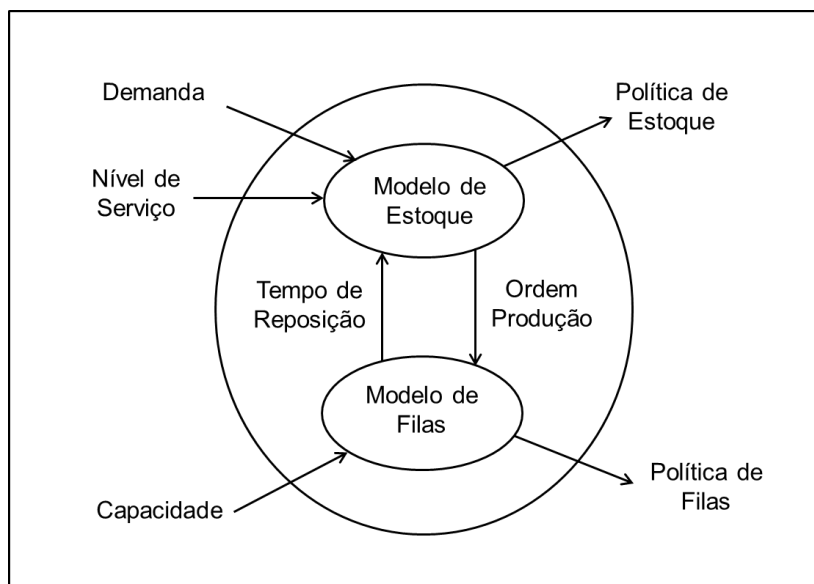 Demanda
Política de
Estoque
Nível de
Serviço
Modelo de
Estoque
Tempo de
Reposição
Ordem
Produção
Modelo de
Filas
Capacidade
Política de
Filas